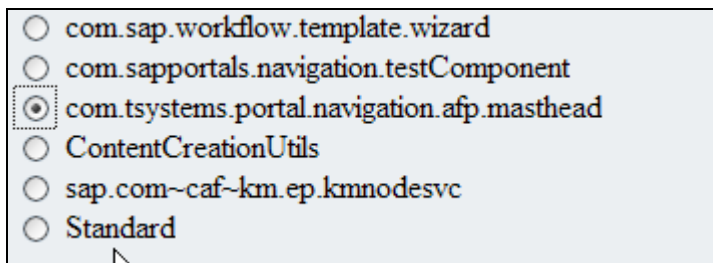 com.sap.workflow.template.wizard
com.sapportals.navigation.testComponent
com.tsystems.portal.navigation.afp.masthead
ContentCreationUtils
sap.com~caf~km.ep.kmnodesvc
Standard